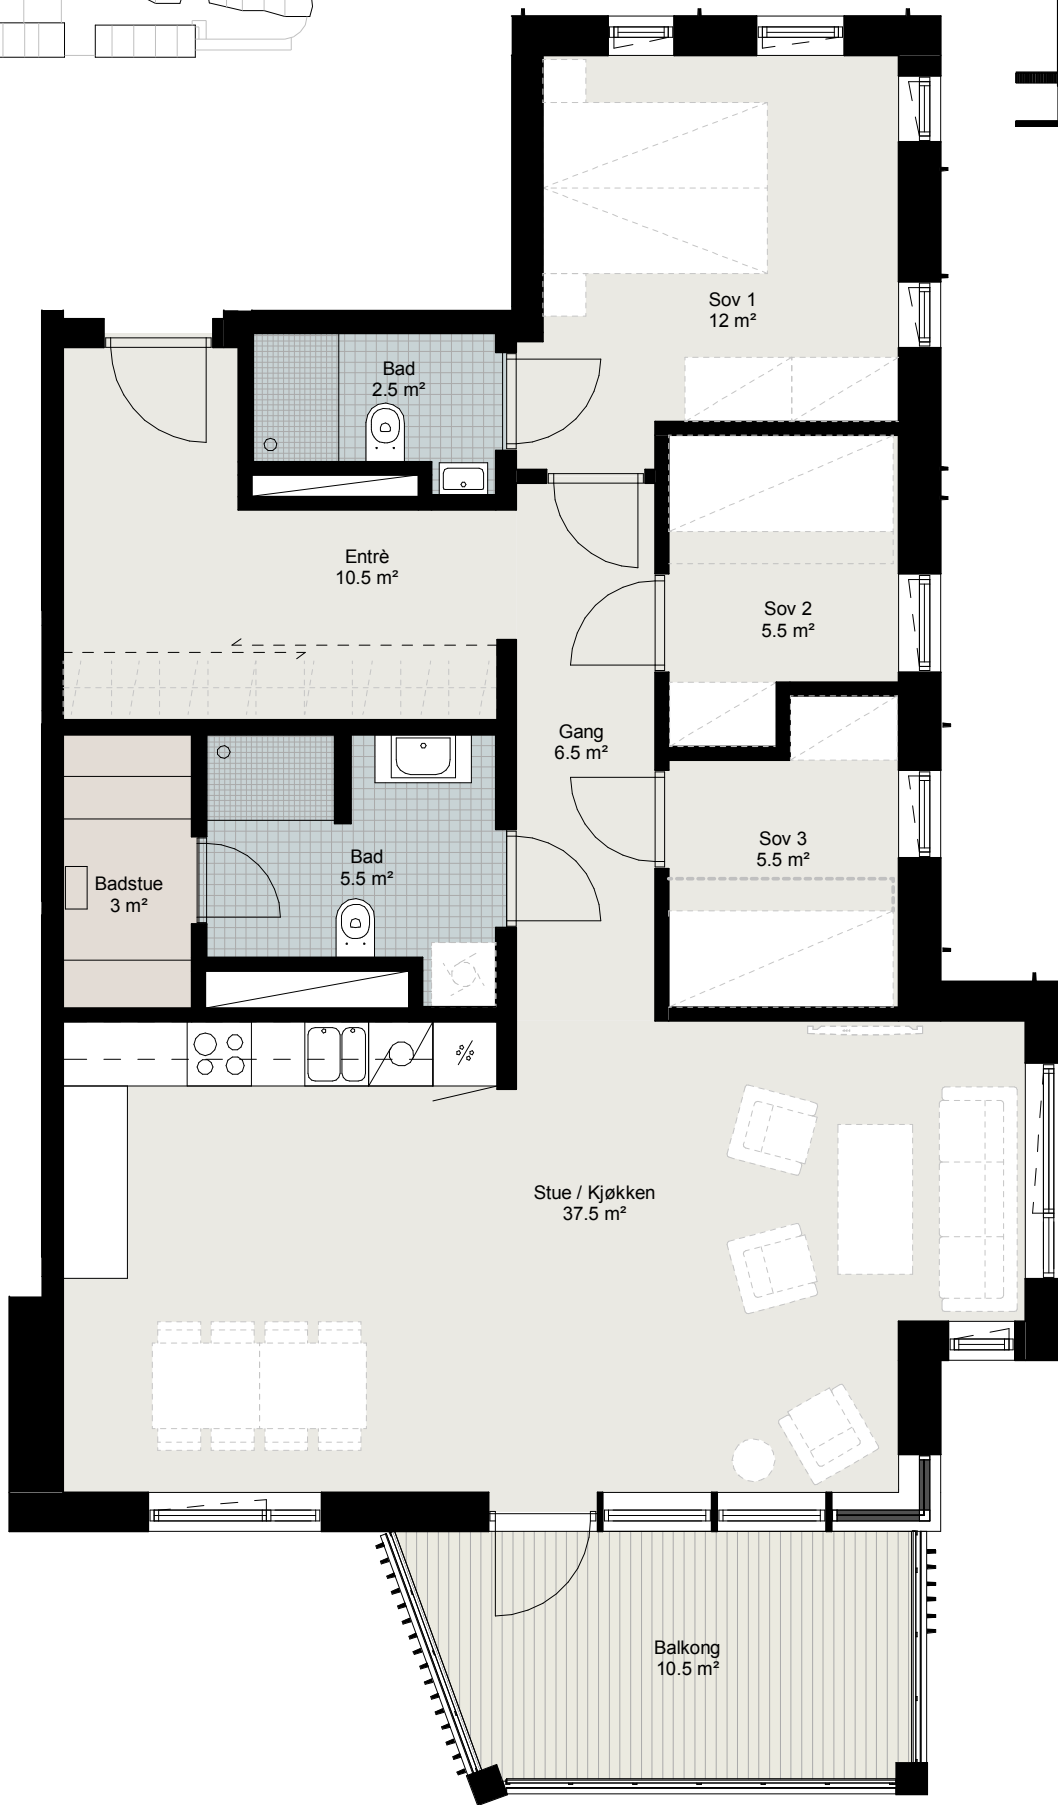 Sov 1
12 m²
Bad
2.5 m²
Entrè
10.5 m²
Sov 2
5.5 m²
Gang
6.5 m²
Sov 3
5.5 m²
Bad
5.5 m²
Badstue
3 m²
Stue / Kjøkken
37.5 m²
Balkong
10.5 m²